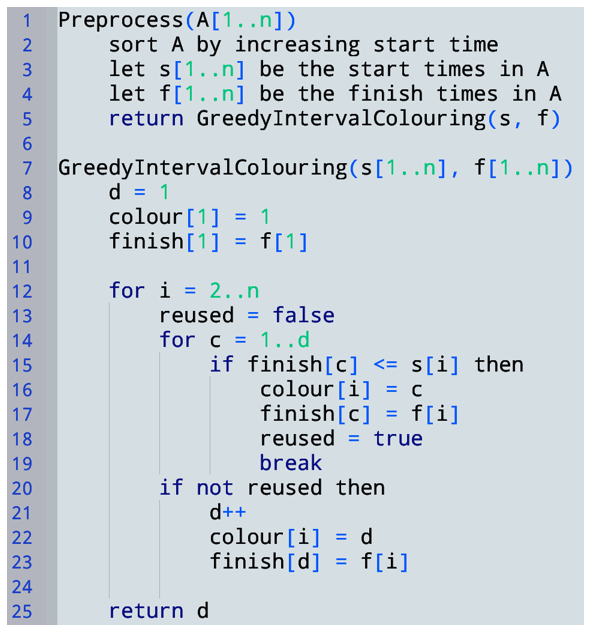 1 Preprocess(A[1..n])
2     sort A by increasing start time
3     let s[1..n] be the start times in A
4     let f[1..n] be the finish times in A
5     return GreedyIntervalColouring(s, f)
6
7 GreedyIntervalColouring(s[1..n], f[1..n])
8     d = 1
9     colour[1] = 1
10     finish[1] = f[1]
11
12     for i = 2..n
13         reused = false
14         for c = 1..d
15             if finish[c] <= s[i] then
16                 colour[i] = c
17                 finish[c] = f[i]
18                 reused = true
19                 break
20         if not reused then
21             d++
22             colour[i] = d
23             finish[d] = f[i]
24
25     return d